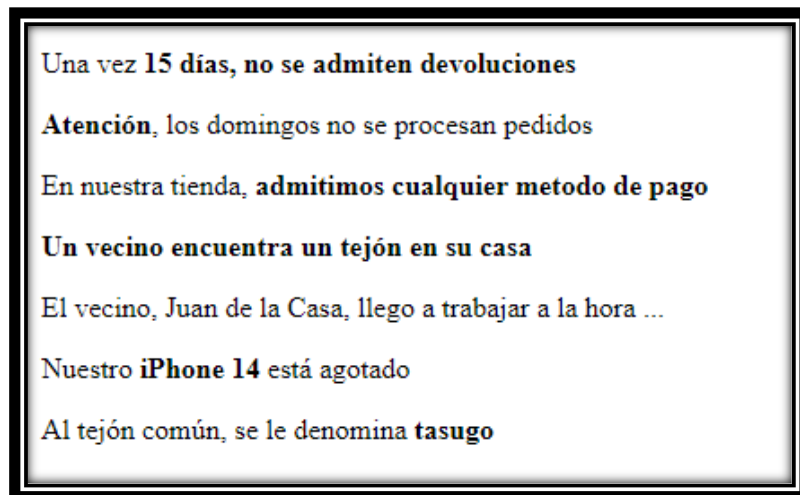 Una vez 15 días, no se admiten devoluciones
Atención, los domingos no se procesan pedidos
En nuestra tienda, admitimos cualquier metodo de pago
Un vecino encuentra un tejón en su casa
El vecino, Juan de la Casa, llego a trabajar a la hora ...
Nuestro iPhone 14 está agotado
Al tejón común, se le denomina tasugo